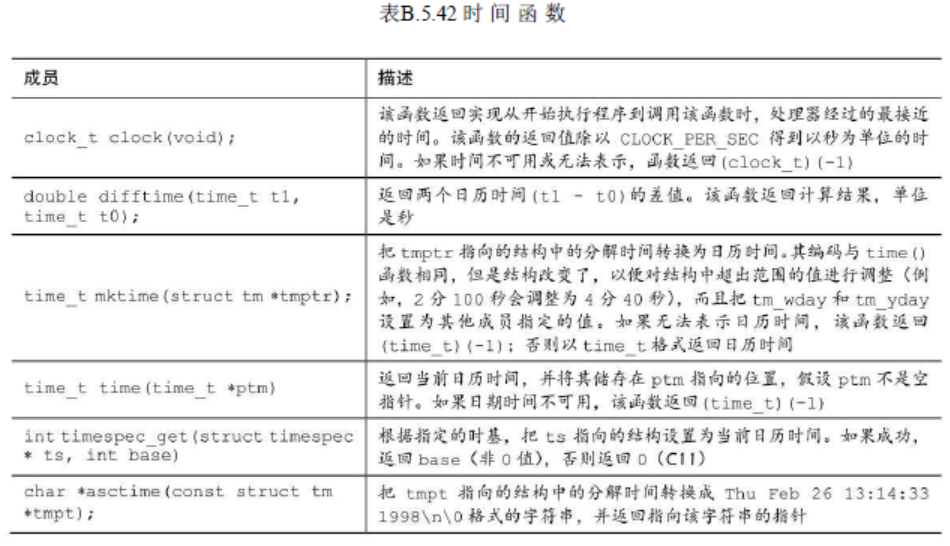 表B.5.42 时 间 函 数
成员 描述
clock_t clock(void);
该函数返回实现从开始执行程序到调用该函数时，处理器经过的最接近
的时间。该函数的返回值除以 CLOCK_PER_SEC 得到以秒为单位的时
间。如果时间不可用或无法表示，函数返回(clock_t)(-1)
double difftime(time_t t1,
time_t t0);
返回两个日历时间(t1 - t0)的差值。该函数返回计算结果，单位
是秒
time_t mktime(struct tm *tmptr);
把 tmptr 指向的结构中的分解时间转换为日历时间。其编码与 time()
函数相同，但是结构改变了，以便对结构中超出范围的值进行调整（例
如，2 分 100 秒会调整为 4 分 40 秒），而且把 tm_wday 和 tm_yday
设置为其他成员指定的值。如果无法表示日历时间，该函数返回
(time_t)(-1)；否则以 time_t 格式返回日历时间
time_t time(time_t *ptm)
返回当前日历时间，并将其储存在 ptm 指向的位置，假设 ptm 不是空
指针。如果日期时间不可用，该函数返回(time_t)(-1)
int timespec_get(struct timespec
* ts, int base)
根据指定的时基，把 ts 指向的结构设置为当前日历时间。如果成功，
返回 base（非 0 值），否则返回 0（C11）
char *asctime(const struct tm
*tmpt);
把 tmpt 指向的结构中的分解时间转换成 Thu Feb 26 13:14:33
1998\n\0 格式的字符串，并返回指向该字符串的指针